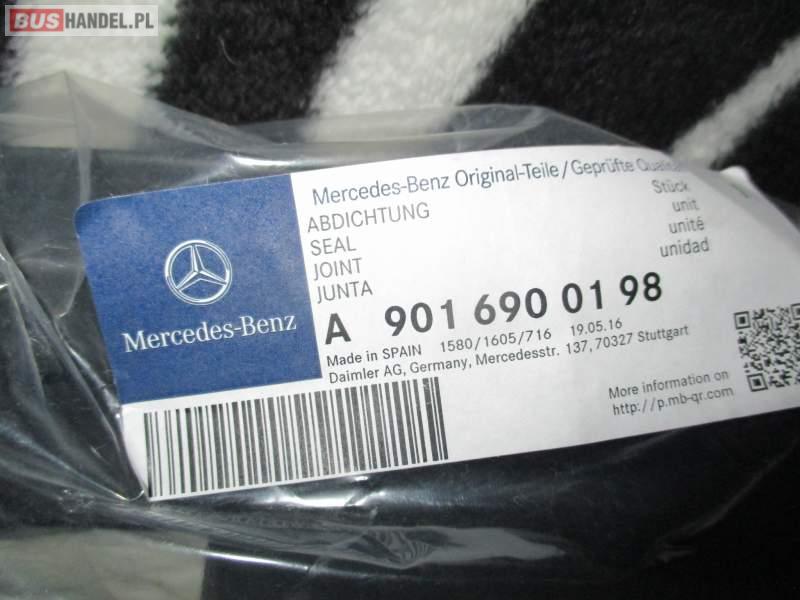 BUSHANDEL.PL
Mercedes-Benz Original-Teile/Geprüfte
ABDICHTUNG
SEAL
JOINT
JUNTA
Stück
unit
unité
unidad
Mercedes-Benz
A 901 690 01 98
Made in SPAIN 1580/1605/716 19.05.16
Daimler AG, Germany, Mercedesstr. 137, 70327 Stuttgart
More information on
http://p.mb-qr.com